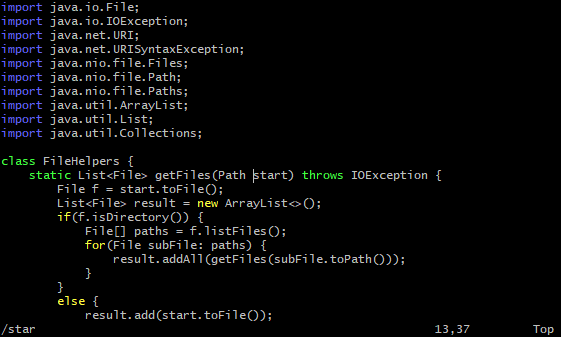 import java.io.File;
import java.io.IOException;
import java.net.URI;
import java.net.URISyntaxException;
import java.nio.file.Files;
import java.nio.file.Path;
import java.nio.file.Paths;
import java.util.ArrayList;
import java.util.List;
import java.util.Collections;

class FileHelpers {
    static List<File> getFiles(Path start) throws IOException {
        File f = start.toFile();
        List<File> result = new ArrayList<>();
        if(f.isDirectory()) {
            File[] paths = f.listFiles();
            for(File subFile: paths) {
                result.addAll(getFiles(subFile.toPath()));
            }
        }
        else {
            result.add(start.toFile());
/star 13,37 Top